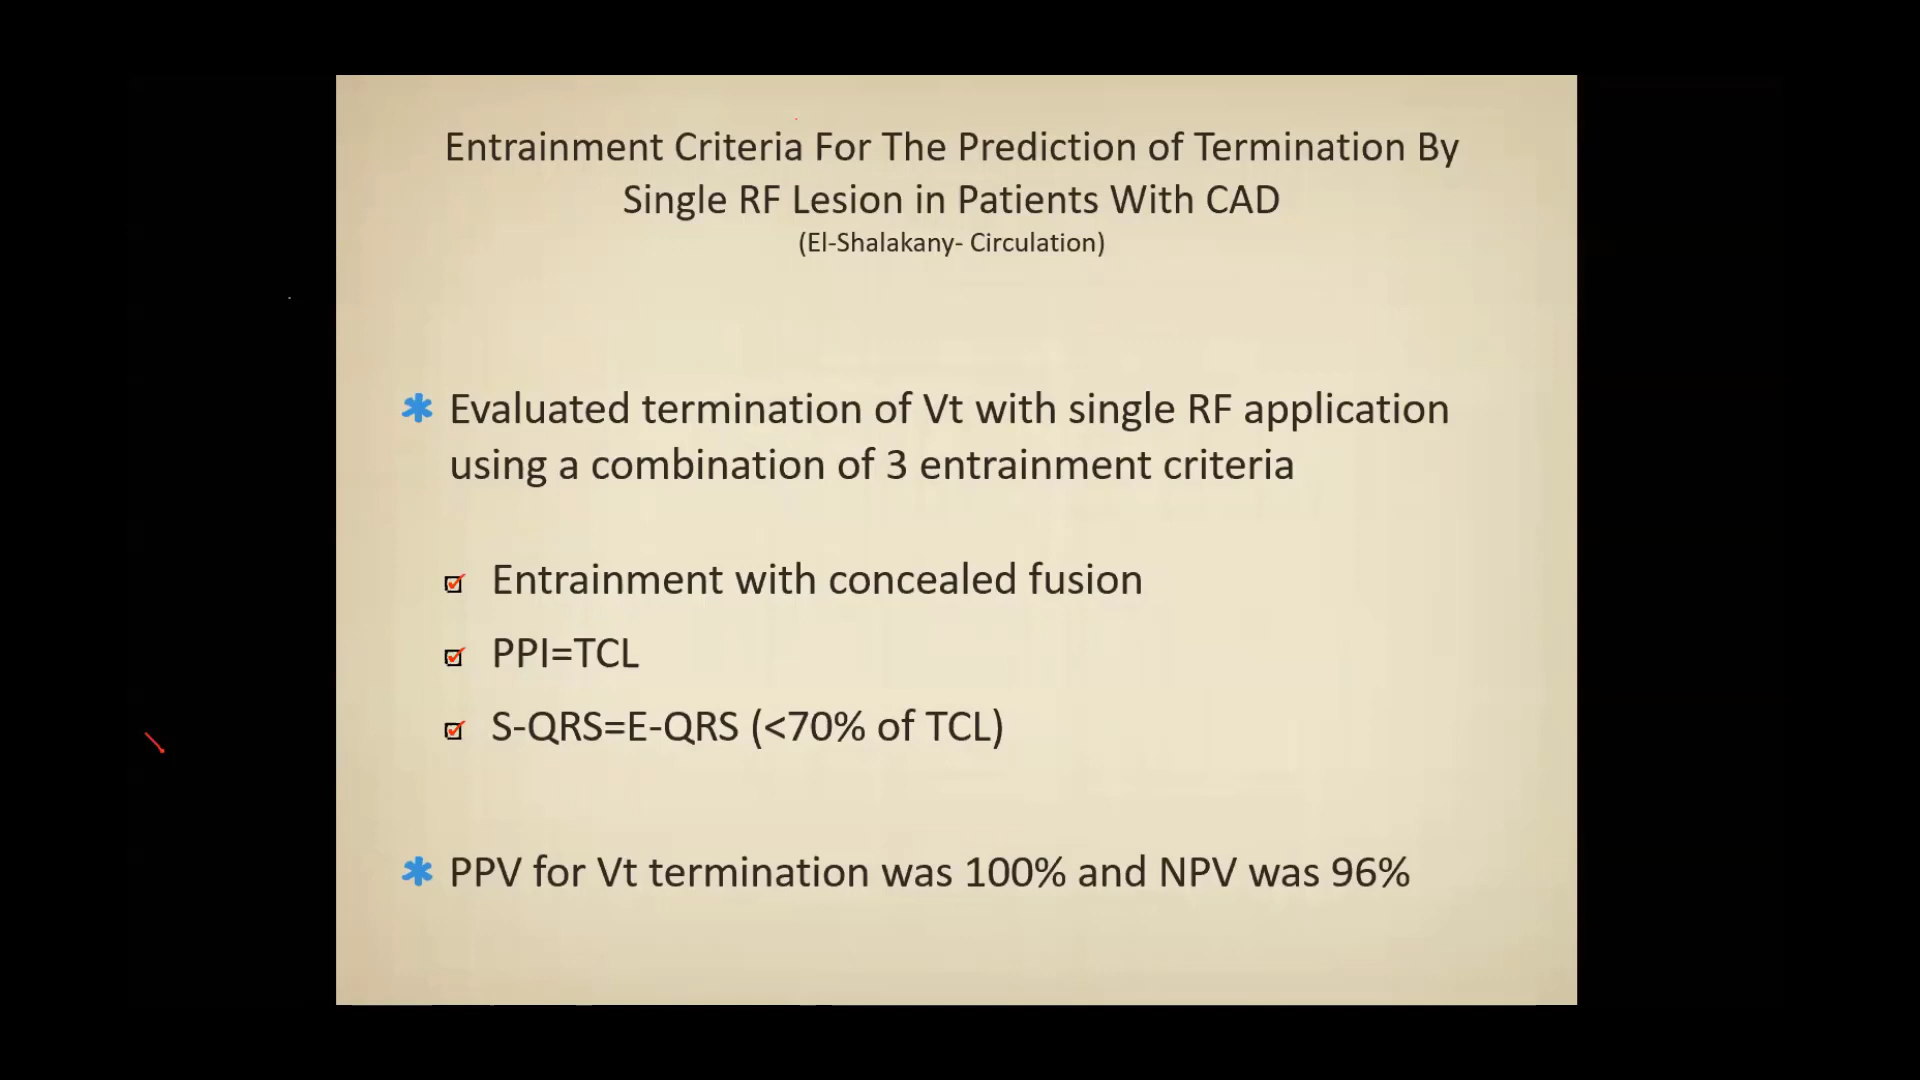 Entrainment Criteria For The Prediction of Termination By
Single RF Lesion in Patients With CAD
(El-Shalakany- Circulation)
Evaluated termination of Vt with single RF application
using a combination of 3 entrainment criteria
Entrainment with concealed fusion
PPI=TCL
S-QRS=E-QRS (<70% of TCL)
PPV for Vt termination was 100% and NPV was 96%